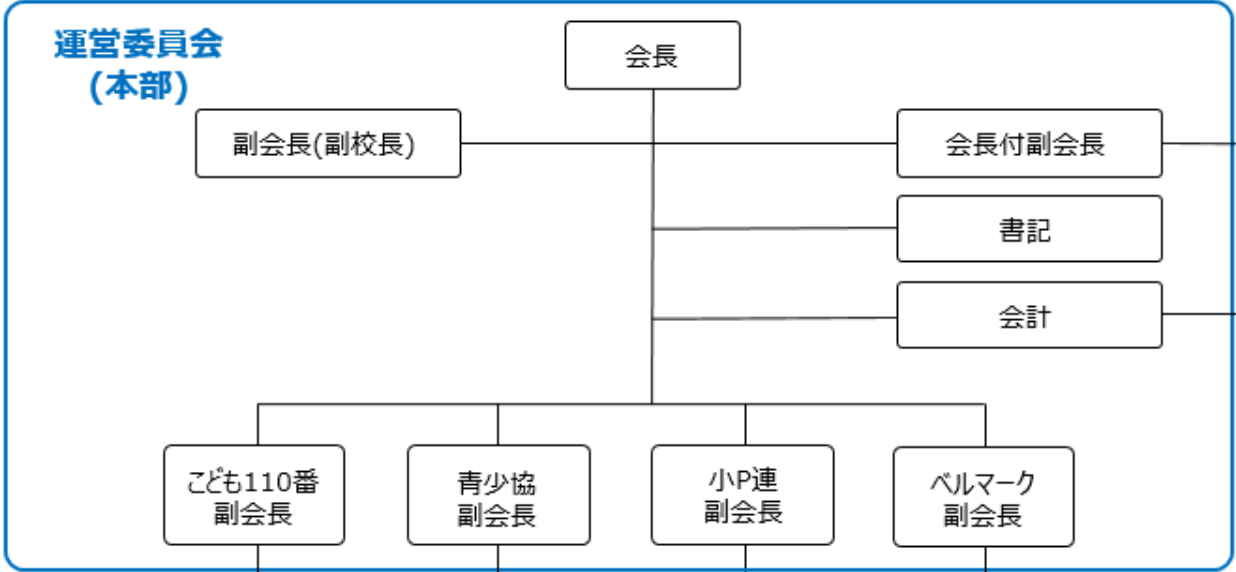 運営委員会
(本部)
会長
副会長(副校長)
会長付副会長
書記
会計
こども110番
副会長
青少協
副会長
小P連
副会長
ベルマーク
副会長